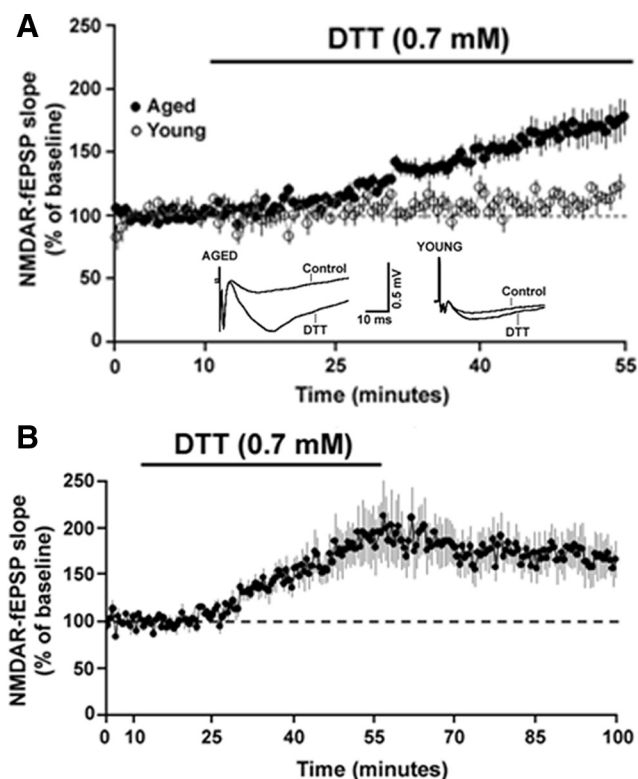 A
DTT (0.7 mM)
NMDAR-fEPSP slope
(% of baseline)
250
200
150
100
50
0
Aged
Young
AGED
Control
DTT
0.5 mV
10 ms
YOUNG
Control
DTT
0 10 25 40 55
Time (minutes)
B
DTT (0.7 mM)
NMDAR-fEPSP slope
(% of baseline)
250
200
150
100
50
0
0 10 25 40 55 70 85 100
Time (minutes)